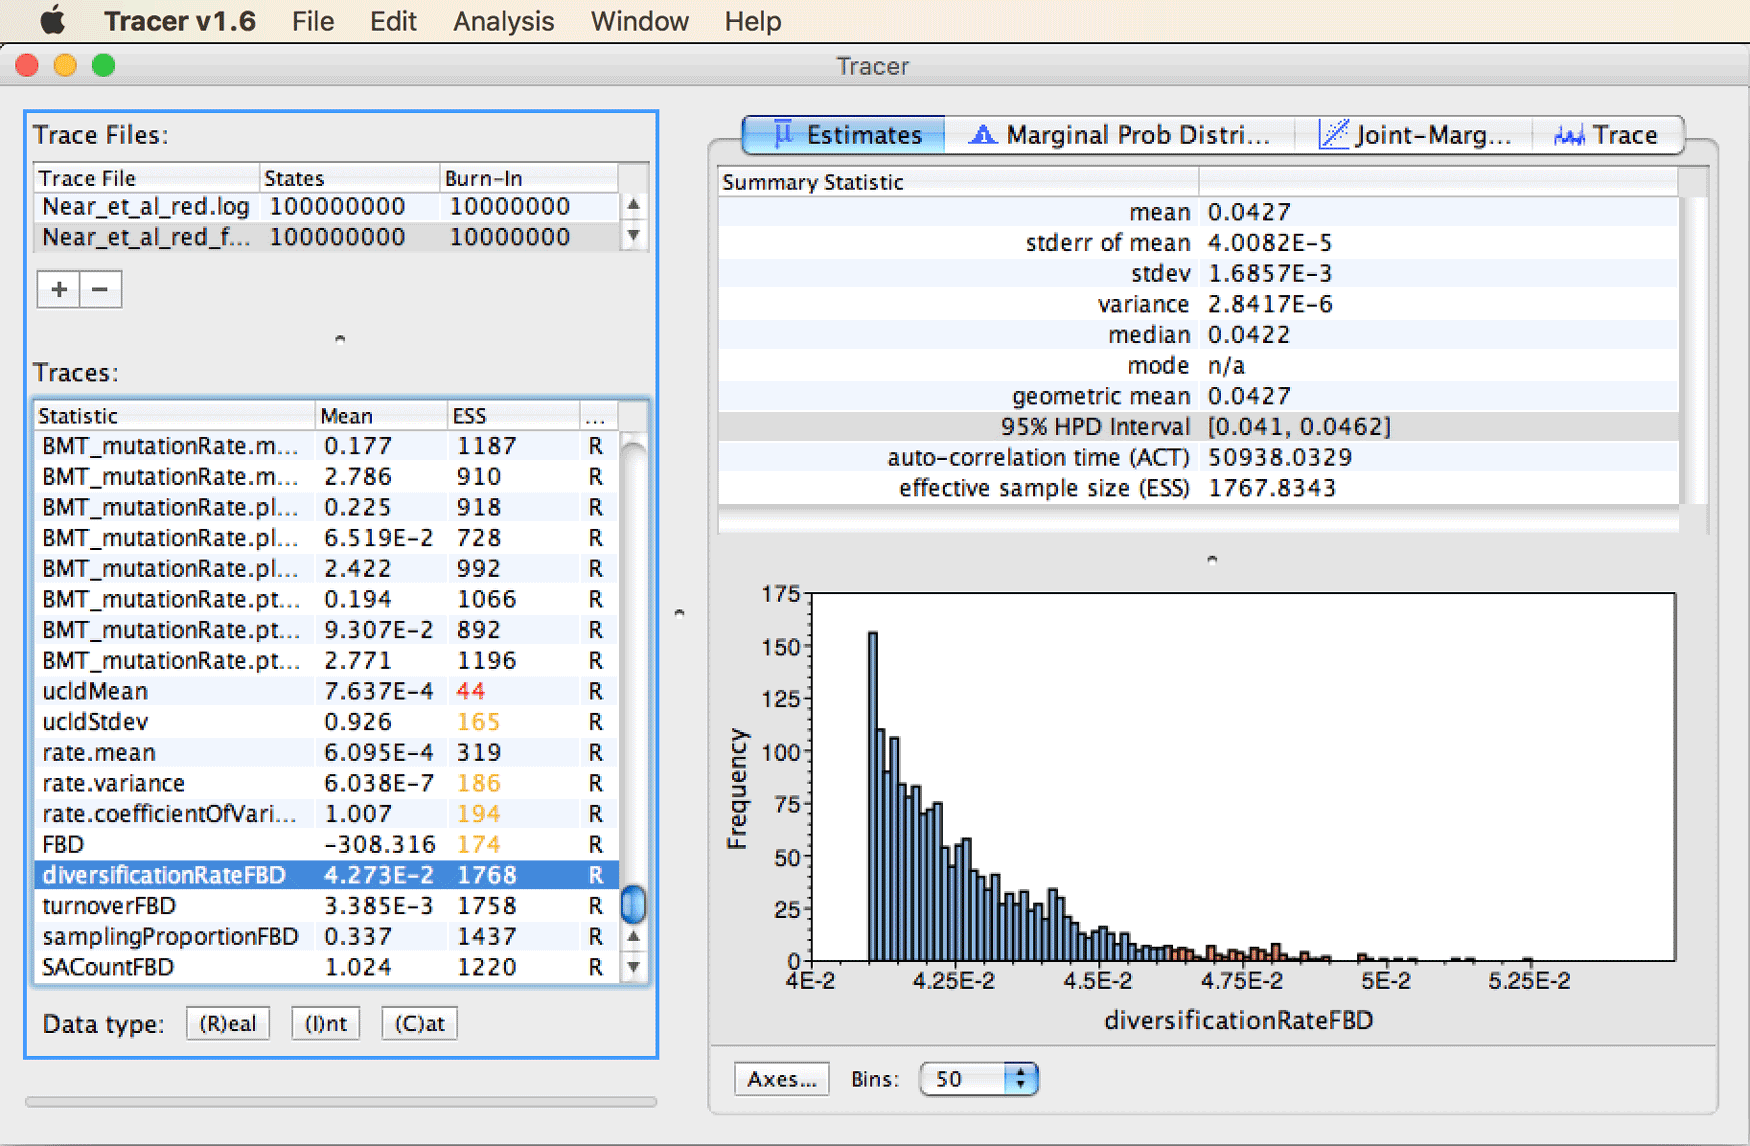 Tracer v1.6 File Edit Analysis Window Help
Tracer
Trace Files:
Trace File States Burn-In
Near_et_al_red.log 100000000 10000000
Near_et_al_red_f... 100000000 10000000
+ −
Traces:
Statistic Mean ESS ...
BMT_mutationRate.m... 0.177 1187 R
BMT_mutationRate.m... 2.786 910 R
BMT_mutationRate.pl... 0.225 918 R
BMT_mutationRate.pl... 6.519E-2 728 R
BMT_mutationRate.pl... 2.422 992 R
BMT_mutationRate.pt... 0.194 1066 R
BMT_mutationRate.pt... 9.307E-2 892 R
BMT_mutationRate.pt... 2.771 1196 R
ucldMean 7.637E-4 44 R
ucldStdev 0.926 165 R
rate.mean 6.095E-4 319 R
rate.variance 6.038E-7 186 R
rate.coefficientOfVari... 1.007 194 R
FBD -308.316 174 R
diversificationRateFBD 4.273E-2 1768 R
turnoverFBD 3.385E-3 1758 R
samplingProportionFBD 0.337 1437 R
SACountFBD 1.024 1220 R
Data type: (R)eal (I)nt (C)at
Estimates Marginal Prob Distri... Joint-Marg... Trace
Summary Statistic
mean 0.0427
stderr of mean 4.0082E-5
stdev 1.6857E-3
variance 2.8417E-6
median 0.0422
mode n/a
geometric mean 0.0427
95% HPD Interval [0.041, 0.0462]
auto-correlation time (ACT) 50938.0329
effective sample size (ESS) 1767.8343
175
150
125
100
75
50
25
0
Frequency
4E-2 4.25E-2 4.5E-2 4.75E-2 5E-2 5.25E-2
diversificationRateFBD
Axes... Bins: 50